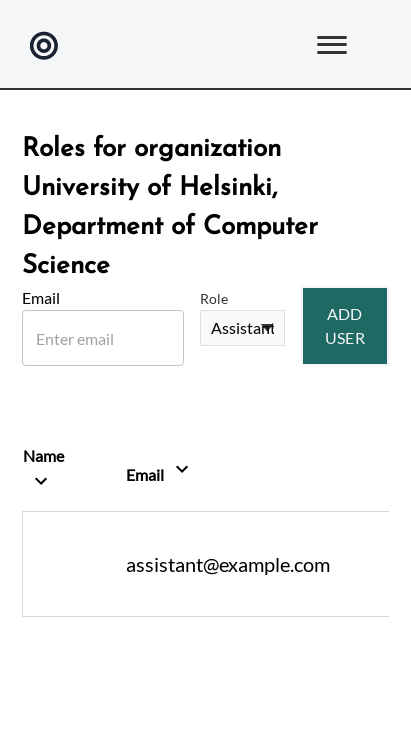 Roles for organization
University of Helsinki,
Department of Computer
Science
Email
Role
Enter email
Assistant
ADD
USER
Name
Email
assistant@example.com